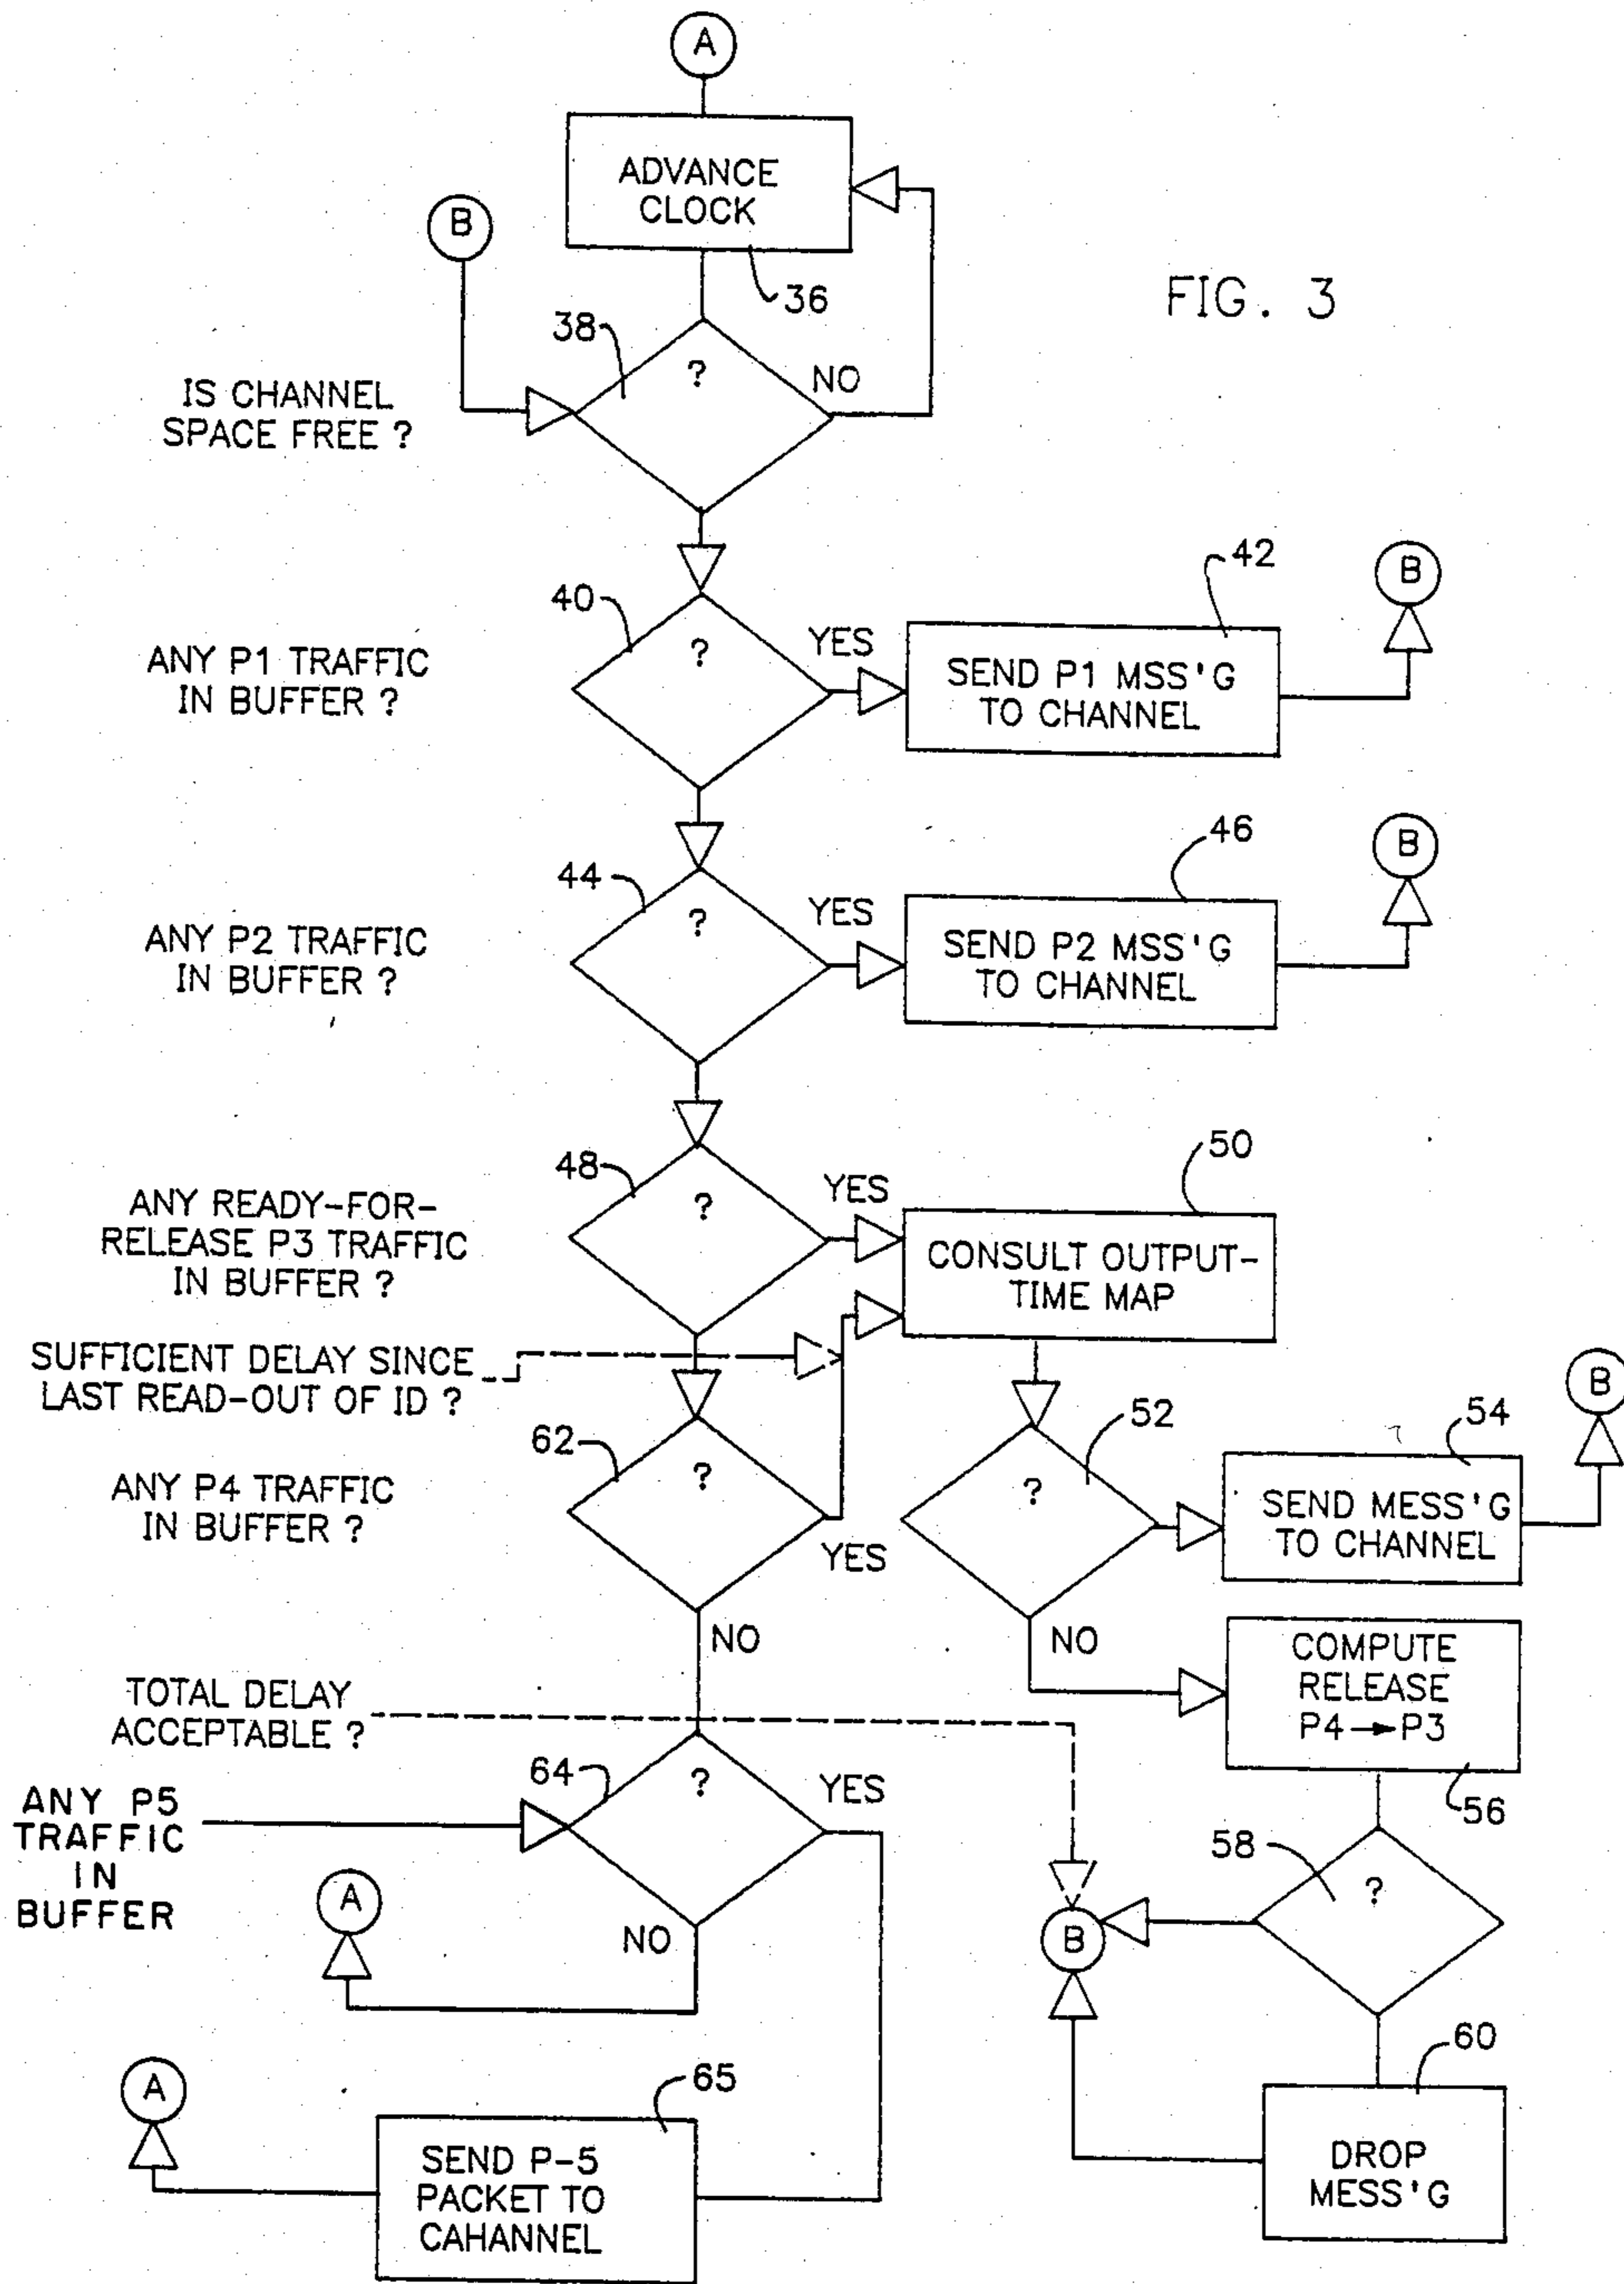 A
ADVANCE
CLOCK
B
36
FIG. 3
38
?
NO
IS CHANNEL
SPACE FREE ?
42
B
40
?
YES
ANY P1 TRAFFIC
IN BUFFER ?
SEND P1 MSS'G
TO CHANNEL
46
B
44
?
YES
ANY P2 TRAFFIC
IN BUFFER ?
SEND P2 MSS'G
TO CHANNEL
50
48
?
YES
ANY READY-FOR-
RELEASE P3 TRAFFIC
IN BUFFER ?
CONSULT OUTPUT-
TIME MAP
SUFFICIENT DELAY SINCE
LAST READ-OUT OF ID ?
B
62
?
52
54
ANY P4 TRAFFIC
IN BUFFER ?
YES
?
SEND MESS'G
TO CHANNEL
NO
NO
COMPUTE
RELEASE
P4→P3
TOTAL DELAY
ACCEPTABLE ?
64
?
YES
56
ANY P5
TRAFFIC
IN
BUFFER
58
?
A
NO
B
60
A
65
SEND P-5
PACKET TO
CAHANNEL
DROP
MESS'G